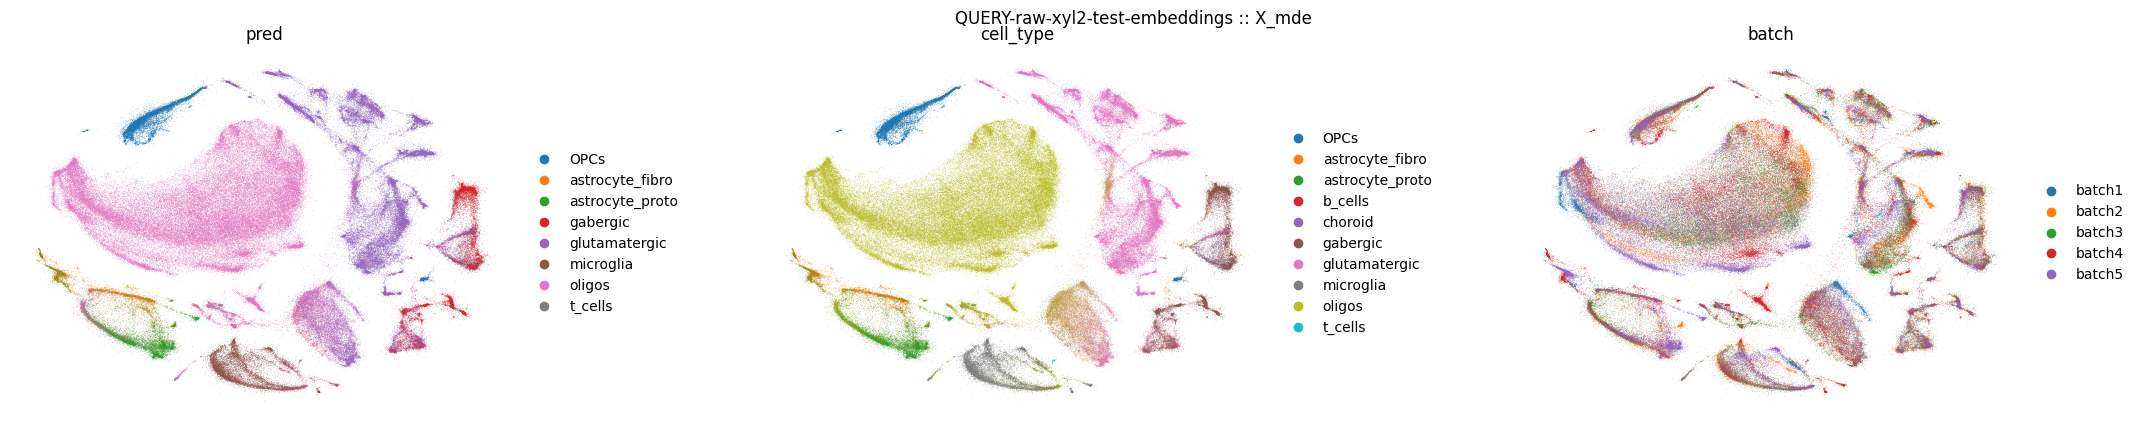 QUERY-raw-xyl2-test-embeddings :: X_mde
pred
OPCs
astrocyte_fibro
astrocyte_proto
gabergic
glutamatergic
microglia
oligos
t_cells
cell_type
OPCs
astrocyte_fibro
astrocyte_proto
b_cells
choroid
gabergic
glutamatergic
microglia
oligos
t_cells
batch
batch1
batch2
batch3
batch4
batch5